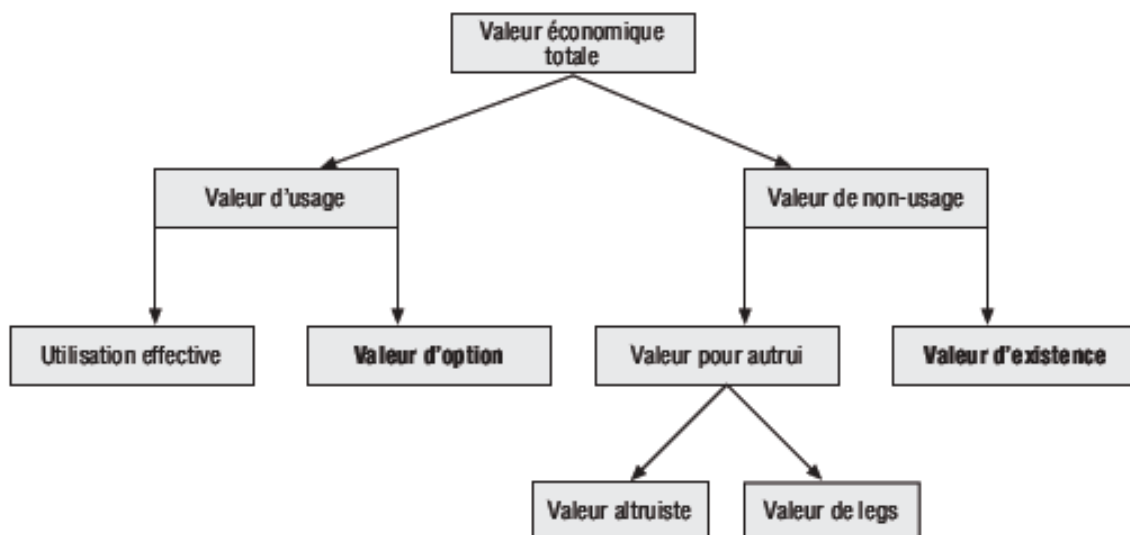 Valeur économique
totale
Valeur d'usage
Valeur de non-usage
Utilisation effective
Valeur d'option
Valeur pour autrui
Valeur d'existence
Valeur altruiste
Valeur de legs